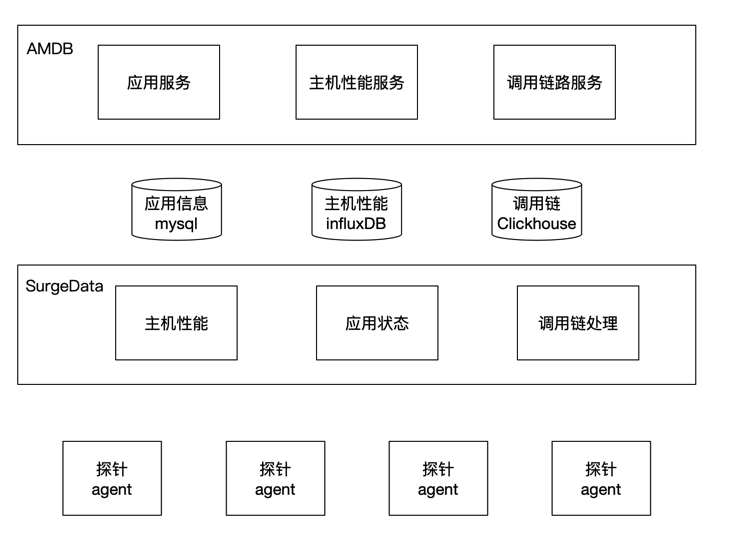 AMDB
应用服务
主机性能服务
调用链路服务
应用信息
mysql
主机性能
influxDB
调用链
Clickhouse
SurgeData
主机性能
应用状态
调用链处理
探针
agent
探针
agent
探针
agent
探针
agent